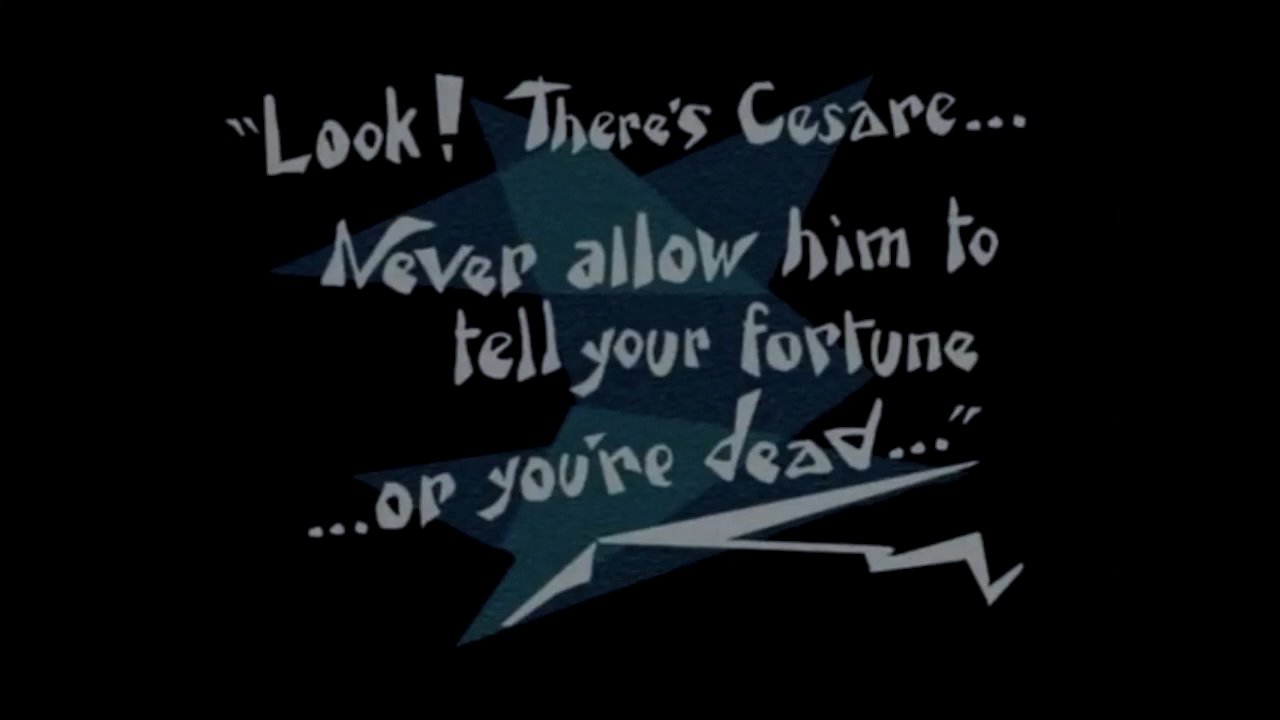 “Look! There's Cesare...
Never allow him to
tell your fortune
...or you're dead...”